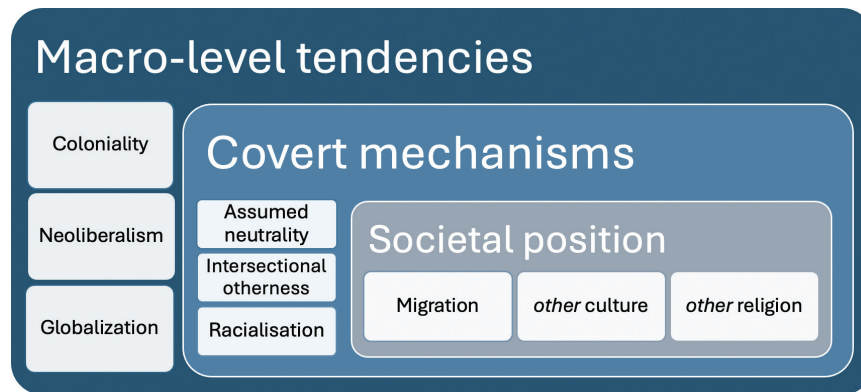 Macro-level tendencies
Coloniality
Neoliberalism
Globalization
Covert mechanisms
Assumed
neutrality
Intersectional
otherness
Racialisation
Societal position
Migration
other culture
other religion